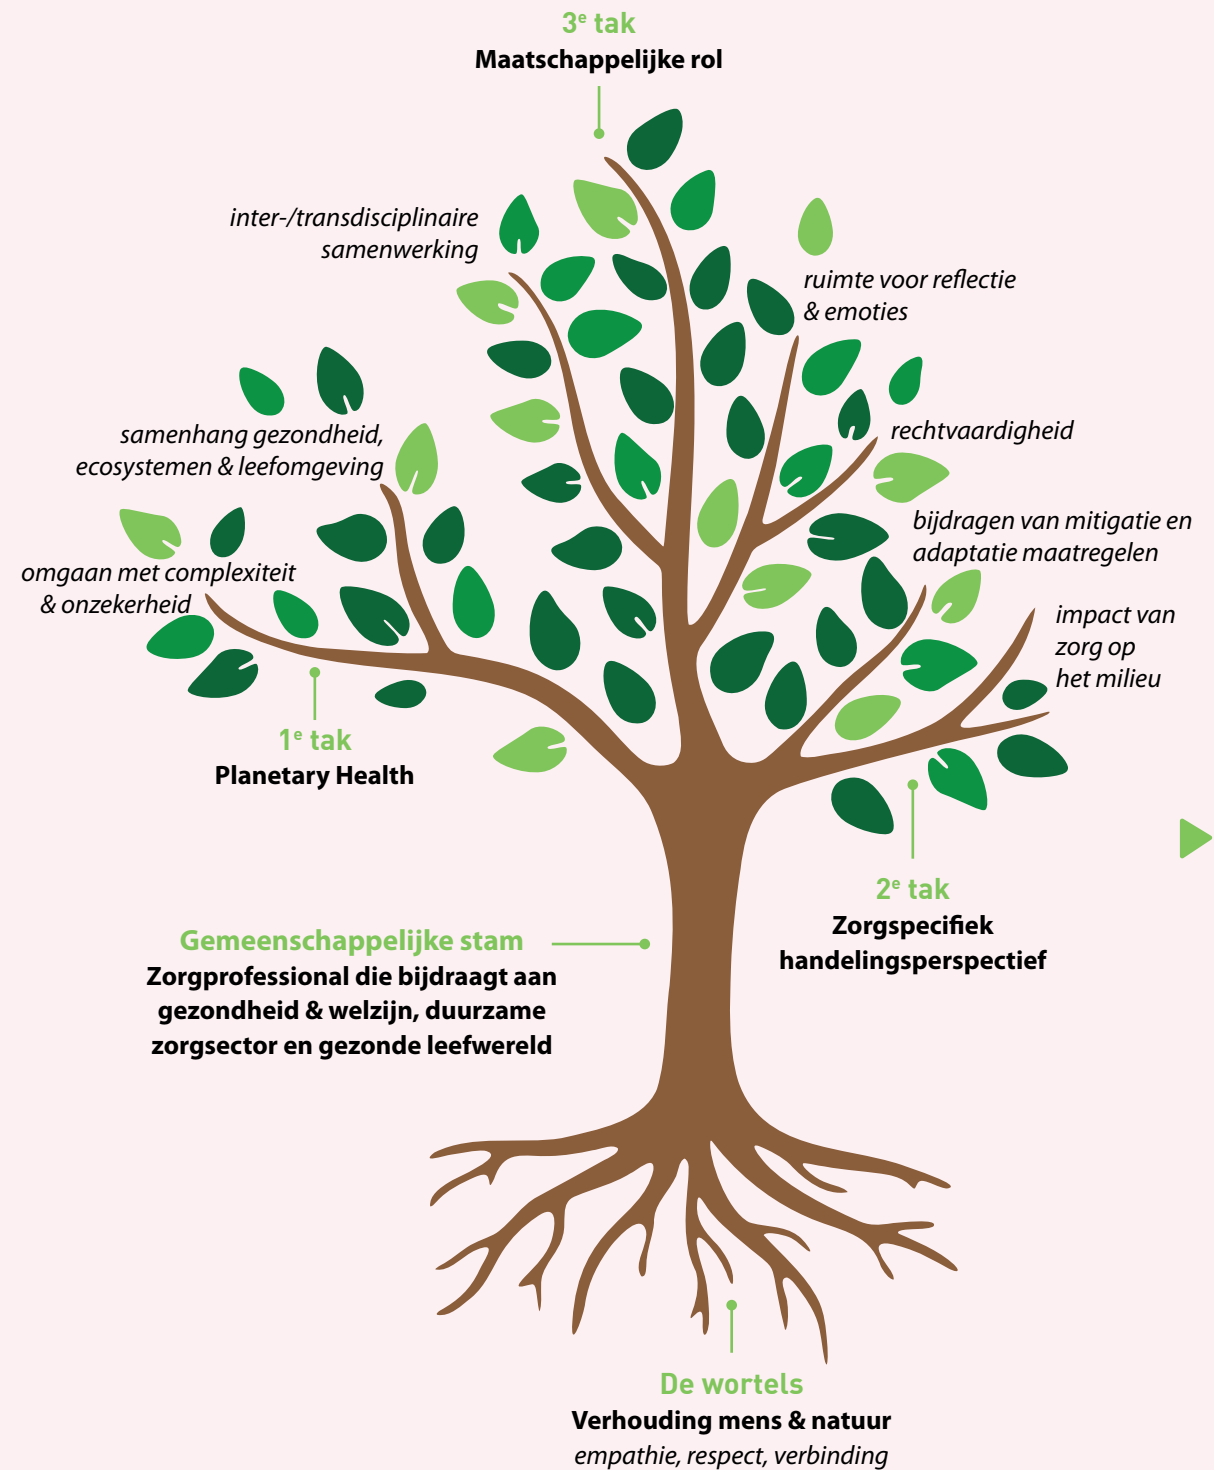 3e tak
Maatschappelijke rol
inter-/transdisciplinaire
samenwerking
ruimte voor reflectie
& emoties
samenhang gezondheid,
ecosystemen & leefomgeving
rechtvaardigheid
bijdragen van mitigatie en
adaptatie maatregelen
omgaan met complexiteit
& onzekerheid
impact van
zorg op
het milieu
1e tak
Planetary Health
2e tak
Zorgspecifiek
handelingsperspectief
Gemeenschappelijke stam
Zorgprofessional die bijdraagt aan
gezondheid & welzijn, duurzame
zorgsector en gezonde leefwereld
De wortels
Verhouding mens & natuur
empathie, respect, verbinding